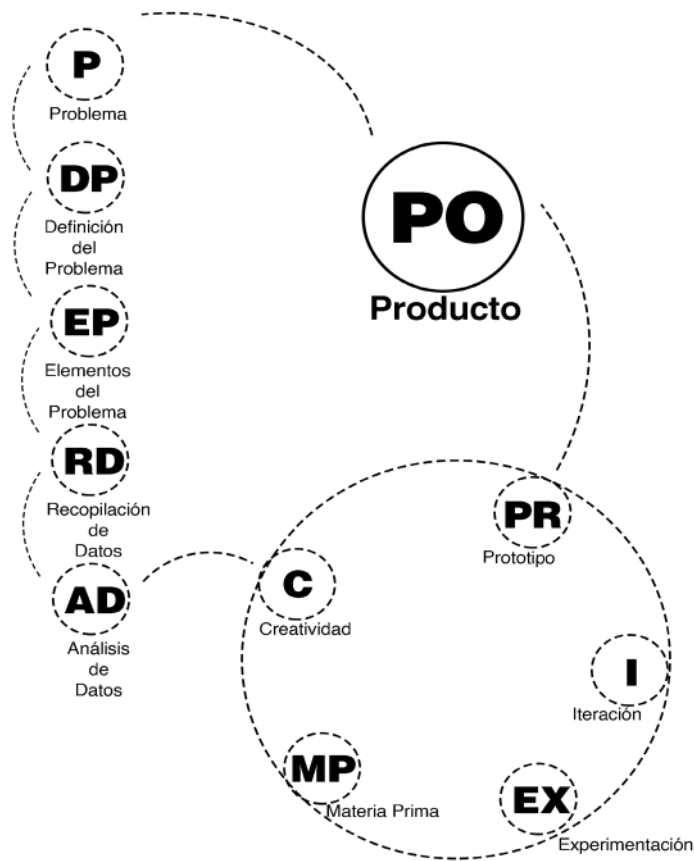 P
Problema
DP
Definición
del
Problema
EP
Elementos
del
Problema
RD
Recopilación
de
Datos
AD
Análisis
de
Datos
PO
Producto
C
Creatividad
MP
Materia Prima
EX
Experimentación
I
Iteración
PR
Prototipo